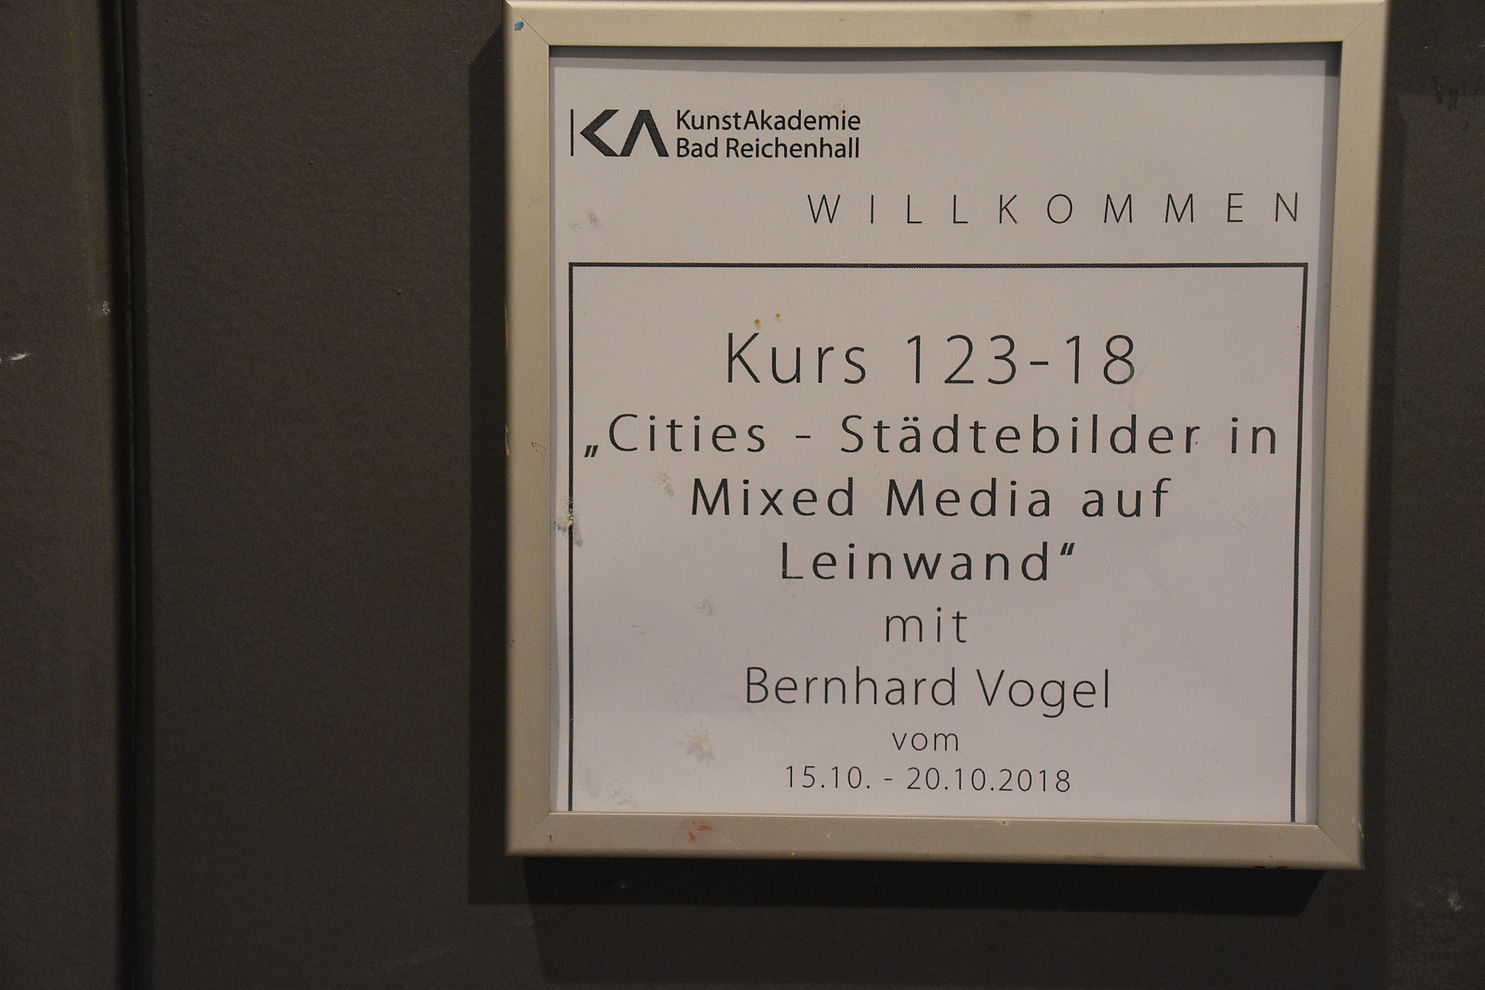 KA KunstAkademie
Bad Reichenhall
WILLKOMMEN
Kurs 123-18
„Cities - Städtebilder in
Mixed Media auf
Leinwand“
mit
Bernhard Vogel
vom
15.10. - 20.10.2018